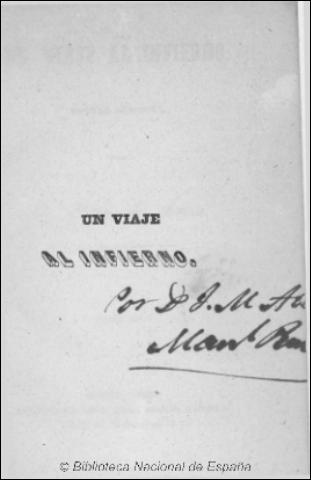 UN VIAJE
AL INFIERNO.
Por D J. M
Man!
© Biblioteca Nacional de España